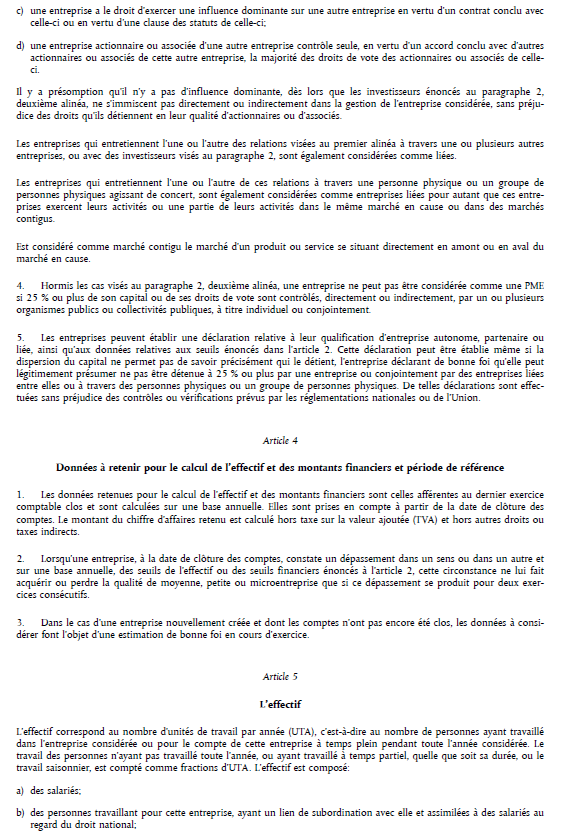 c) une entreprise a le droit d'exercer une influence dominante sur une autre entreprise en vertu d'un contrat conclu avec
celle-ci ou en vertu d'une clause des statuts de celle-ci;
d) une entreprise actionnaire ou associée d'une autre entreprise contrôle seule, en vertu d'un accord conclu avec d'autres
actionnaires ou associés de cette autre entreprise, la majorité des droits de vote des actionnaires ou associés de celle-
ci.
Il y a présomption qu'il n'y a pas d'influence dominante, dès lors que les investisseurs énoncés au paragraphe 2,
deuxième alinéa, ne s'immiscent pas directement ou indirectement dans la gestion de l'entreprise considérée, sans préju-
dice des droits qu'ils détiennent en leur qualité d'actionnaires ou d'associés.
Les entreprises qui entretiennent l'une ou l'autre des relations visées au premier alinéa à travers une ou plusieurs autres
entreprises, ou avec des investisseurs visés au paragraphe 2, sont également considérées comme liées.
Les entreprises qui entretiennent l'une ou l'autre de ces relations à travers une personne physique ou un groupe de
personnes physiques agissant de concert, sont également considérées comme entreprises liées pour autant que ces entre-
prises exercent leurs activités ou une partie de leurs activités dans le même marché en cause ou dans des marchés
contigus.
Est considéré comme marché contigu le marché d'un produit ou service se situant directement en amont ou en aval du
marché en cause.
4. Hormis les cas visés au paragraphe 2, deuxième alinéa, une entreprise ne peut pas être considérée comme une PME
si 25 % ou plus de son capital ou de ses droits de vote sont contrôlés, directement ou indirectement, par un ou plusieurs
organismes publics ou collectivités publiques, à titre individuel ou conjointement.
5. Les entreprises peuvent établir une déclaration relative à leur qualification d'entreprise autonome, partenaire ou
liée, ainsi qu'aux données relatives aux seuils énoncés dans l'article 2. Cette déclaration peut être établie même si la
dispersion du capital ne permet pas de savoir précisément qui le détient, l'entreprise déclarant de bonne foi qu'elle peut
légitimement présumer ne pas être détenue à 25 % ou plus par une entreprise ou conjointement par des entreprises liées
entre elles ou à travers des personnes physiques ou un groupe de personnes physiques. De telles déclarations sont effec-
tuées sans préjudice des contrôles ou vérifications prévus par les réglementations nationales ou de l'Union.
Article 4
Données à retenir pour le calcul de l'effectif et des montants financiers et période de référence
1. Les données retenues pour le calcul de l'effectif et des montants financiers sont celles afférentes au dernier exercice
comptable clos et sont calculées sur une base annuelle. Elles sont prises en compte à partir de la date de clôture des
comptes. Le montant du chiffre d'affaires retenu est calculé hors taxe sur la valeur ajoutée (TVA) et hors autres droits ou
taxes indirects.
2. Lorsqu'une entreprise, à la date de clôture des comptes, constate un dépassement dans un sens ou dans un autre et
sur une base annuelle, des seuils de l'effectif ou des seuils financiers énoncés à l'article 2, cette circonstance ne lui fait
acquérir ou perdre la qualité de moyenne, petite ou microentreprise que si ce dépassement se produit pour deux exer-
cices consécutifs.
3. Dans le cas d'une entreprise nouvellement créée et dont les comptes n'ont pas encore été clos, les données à consi-
dérer font l'objet d'une estimation de bonne foi en cours d'exercice.
Article 5
L'effectif
L'effectif correspond au nombre d'unités de travail par année (UTA), c'est-à-dire au nombre de personnes ayant travaillé
dans l'entreprise considérée ou pour le compte de cette entreprise à temps plein pendant toute l'année considérée. Le
travail des personnes n'ayant pas travaillé toute l'année, ou ayant travaillé à temps partiel, quelle que soit sa durée, ou le
travail saisonnier, est compté comme fractions d'UTA. L'effectif est composé:
a) des salariés;
b) des personnes travaillant pour cette entreprise, ayant un lien de subordination avec elle et assimilées à des salariés au
regard du droit national;